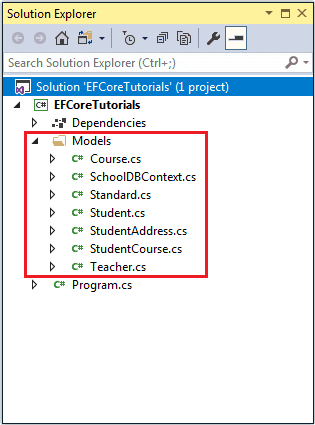 Solution Explorer
Search Solution Explorer (Ctrl+;)
Solution 'EFCoreTutorials' (1 project)
C# EFCoreTutorials
Dependencies
Models
C# Course.cs
C# SchoolDBContext.cs
C# Standard.cs
C# Student.cs
C# StudentAddress.cs
C# StudentCourse.cs
C# Teacher.cs
C# Program.cs